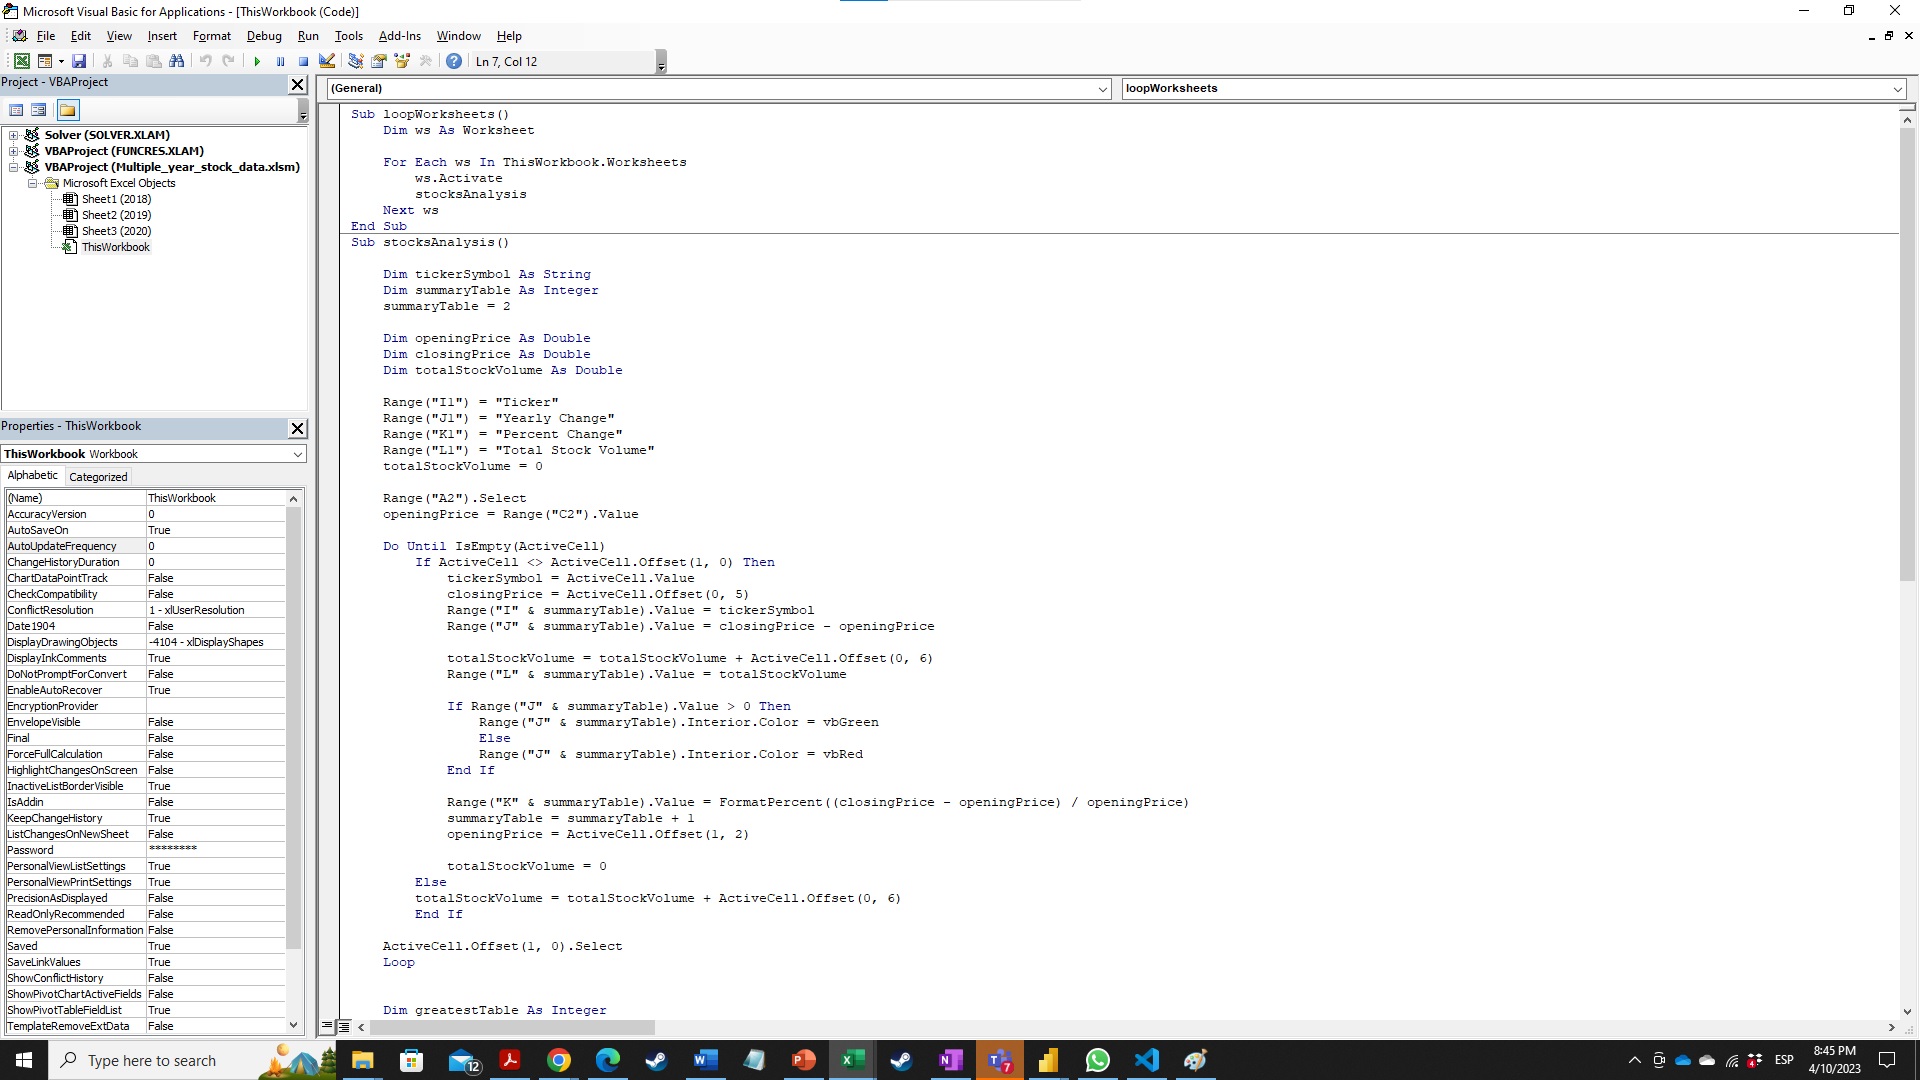 Microsoft Visual Basic for Applications - [ThisWorkbook (Code)]
File Edit View Insert Format Debug Run Tools Add-Ins Window Help
Ln 7, Col 12
Project - VBAProject
Solver (SOLVER.XLAM)
VBAProject (FUNCRES.XLAM)
VBAProject (Multiple_year_stock_data.xlsm)
Microsoft Excel Objects
Sheet1 (2018)
Sheet2 (2019)
Sheet3 (2020)
ThisWorkbook
Properties - ThisWorkbook
ThisWorkbook Workbook
Alphabetic Categorized
(Name) ThisWorkbook
AccuracyVersion 0
AutoSaveOn True
AutoUpdateFrequency 0
ChangeHistoryDuration 0
ChartDataPointTrack False
CheckCompatibility False
ConflictResolution 1 - xlUserResolution
Date1904 False
DisplayDrawingObjects -4104 - xlDisplayShapes
DisplayInkComments True
DoNotPromptForConvert False
EnableAutoRecover True
EncryptionProvider
EnvelopeVisible False
Final False
ForceFullCalculation False
HighlightChangesOnScreen False
InactiveListBorderVisible True
IsAddin False
KeepChangeHistory True
ListChangesOnNewSheet False
Password ********
PersonalViewListSettings True
PersonalViewPrintSettings True
PrecisionAsDisplayed False
ReadOnlyRecommended False
RemovePersonalInformation False
Saved True
SaveLinkValues True
ShowConflictHistory False
ShowPivotChartActiveFields False
ShowPivotTableFieldList True
TemplateRemoveExtData False
(General) loopWorksheets
Sub loopWorksheets()
Dim ws As Worksheet
For Each ws In ThisWorkbook.Worksheets
ws.Activate
stocksAnalysis
Next ws
End Sub
Sub stocksAnalysis()
Dim tickerSymbol As String
Dim summaryTable As Integer
summaryTable = 2
Dim openingPrice As Double
Dim closingPrice As Double
Dim totalStockVolume As Double
Range("I1") = "Ticker"
Range("J1") = "Yearly Change"
Range("K1") = "Percent Change"
Range("L1") = "Total Stock Volume"
totalStockVolume = 0
Range("A2").Select
openingPrice = Range("C2").Value
Do Until IsEmpty(ActiveCell)
If ActiveCell <> ActiveCell.Offset(1, 0) Then
tickerSymbol = ActiveCell.Value
closingPrice = ActiveCell.Offset(0, 5)
Range("I" & summaryTable).Value = tickerSymbol
Range("J" & summaryTable).Value = closingPrice - openingPrice
totalStockVolume = totalStockVolume + ActiveCell.Offset(0, 6)
Range("L" & summaryTable).Value = totalStockVolume
If Range("J" & summaryTable).Value > 0 Then
Range("J" & summaryTable).Interior.Color = vbGreen
Else
Range("J" & summaryTable).Interior.Color = vbRed
End If
Range("K" & summaryTable).Value = FormatPercent((closingPrice - openingPrice) / openingPrice)
summaryTable = summaryTable + 1
openingPrice = ActiveCell.Offset(1, 2)
totalStockVolume = 0
Else
totalStockVolume = totalStockVolume + ActiveCell.Offset(0, 6)
End If
ActiveCell.Offset(1, 0).Select
Loop
Dim greatestTable As Integer
Type here to search
12
7
4
ESP
8:45 PM
4/10/2023